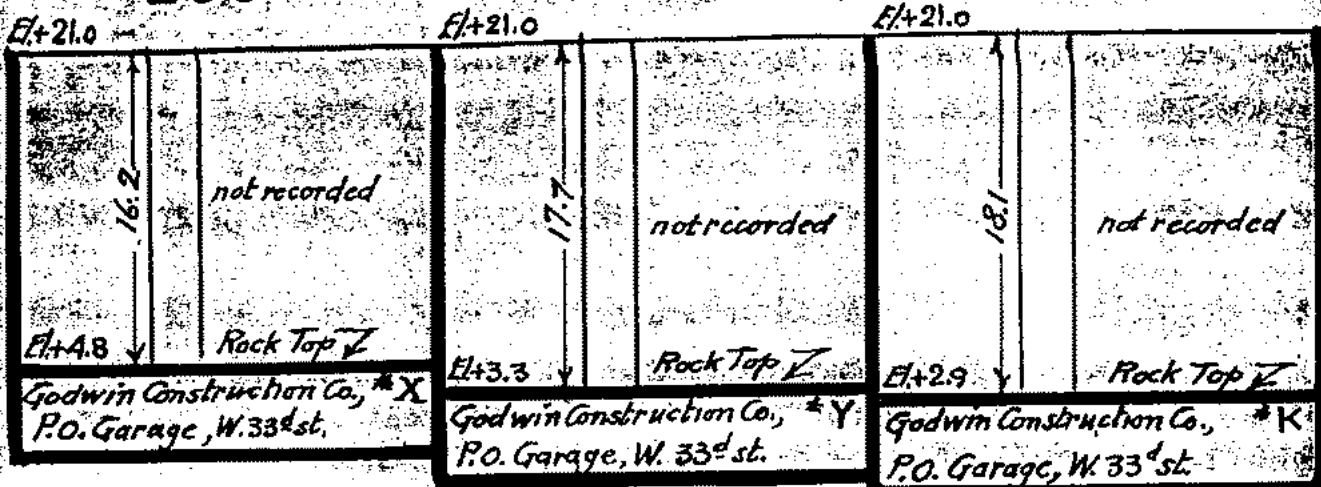 El.+21.0
16.2
not recorded
El.+4.8
Rock Top
Godwin Construction Co., #X
P.O. Garage, W. 33d st.
El.+21.0
17.7
not recorded
El.+3.3
Rock Top
Godwin Construction Co., #Y
P.O. Garage, W. 33d st.
El.+21.0
18.1
not recorded
El.+2.9
Rock Top
Godwin Construction Co., #K
P.O. Garage, W. 33d st.